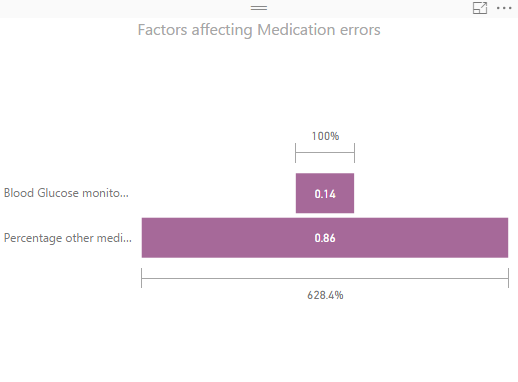 Factors affecting Medication errors
100%
Blood Glucose monito...
0.14
Percentage other medi...
0.86
628.4%